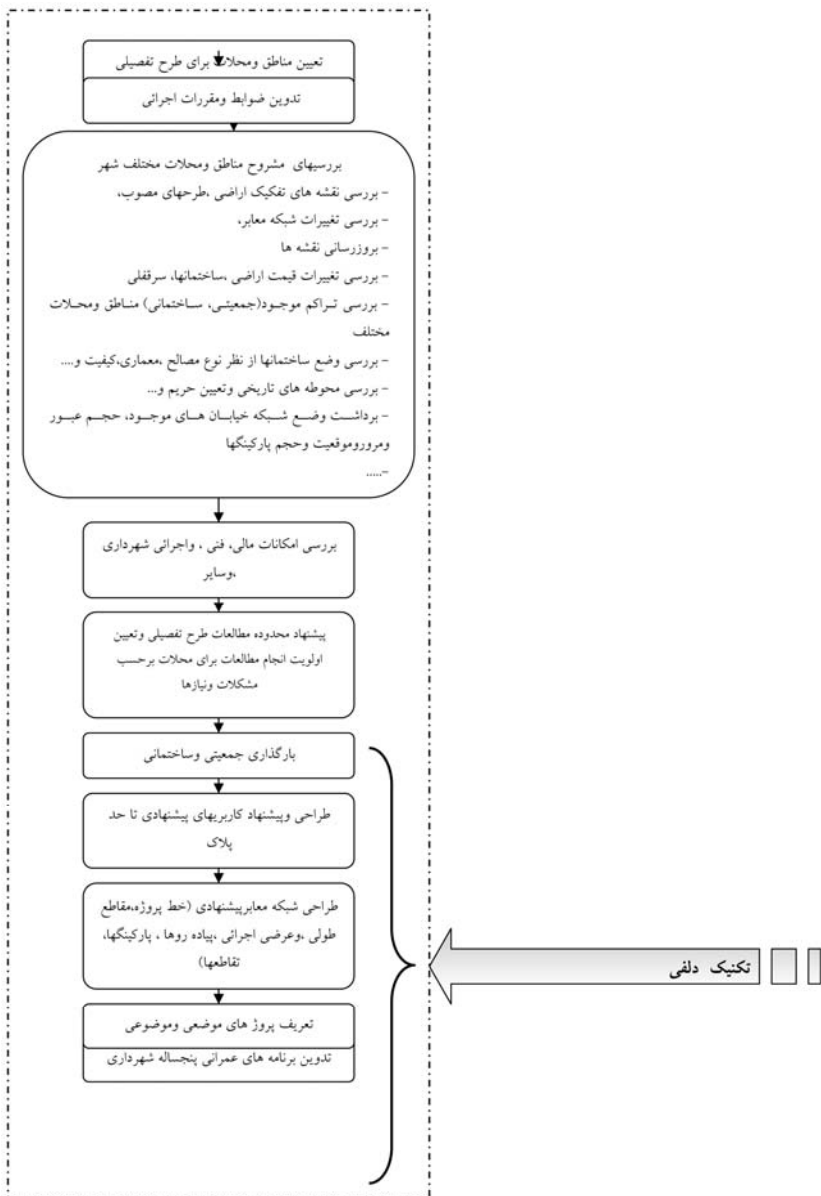 تعیین مناطق ومحلات برای طرح تفصیلی
تدوین ضوابط ومقررات اجرائی
بررسیهای مشروح مناطق ومحلات مختلف شهر
- بررسی نقشه های تفکیک اراضی ،طرحهای مصوب،
- بررسی تغییرات شبکه معابر،
- بروزرسانی نقشه ها
- بررسی تغییرات قیمت اراضی ،ساختمانها، سرقفلی
- بررسی تراکم موجود(جمعیتی، ساختمانی) مناطق ومحلات
مختلف
- بررسی وضع ساختمانها از نظر نوع مصالح ،معماری،کیفیت و....
- بررسی محوطه های تاریخی وتعیین حریم و...
- برداشت وضع شبکه خیابان های موجود، حجم عبور
ومروروموقعیت وحجم پارکینگها
-.....
بررسی امکانات مالی، فنی ، واجرائی شهرداری
،وسایر
پیشنهاد محدوده مطالعات طرح تفصیلی وتعیین
اولویت انجام مطالعات برای محلات برحسب
مشکلات ونیازها
بارگذاری جمعیتی وساختمانی
طراحی وپیشنهاد کاربریهای پیشنهادی تا حد
پلاک
طراحی شبکه معابرپیشنهادی (خط پروژه،مقاطع
طولی ،وعرضی اجرائی ،پیاده روها ، پارکینگها،
تقاطعها)
تکنیک دلفی
تعریف پروژ های موضعی وموضوعی
تدوین برنامه های عمرانی پنجساله شهرداری